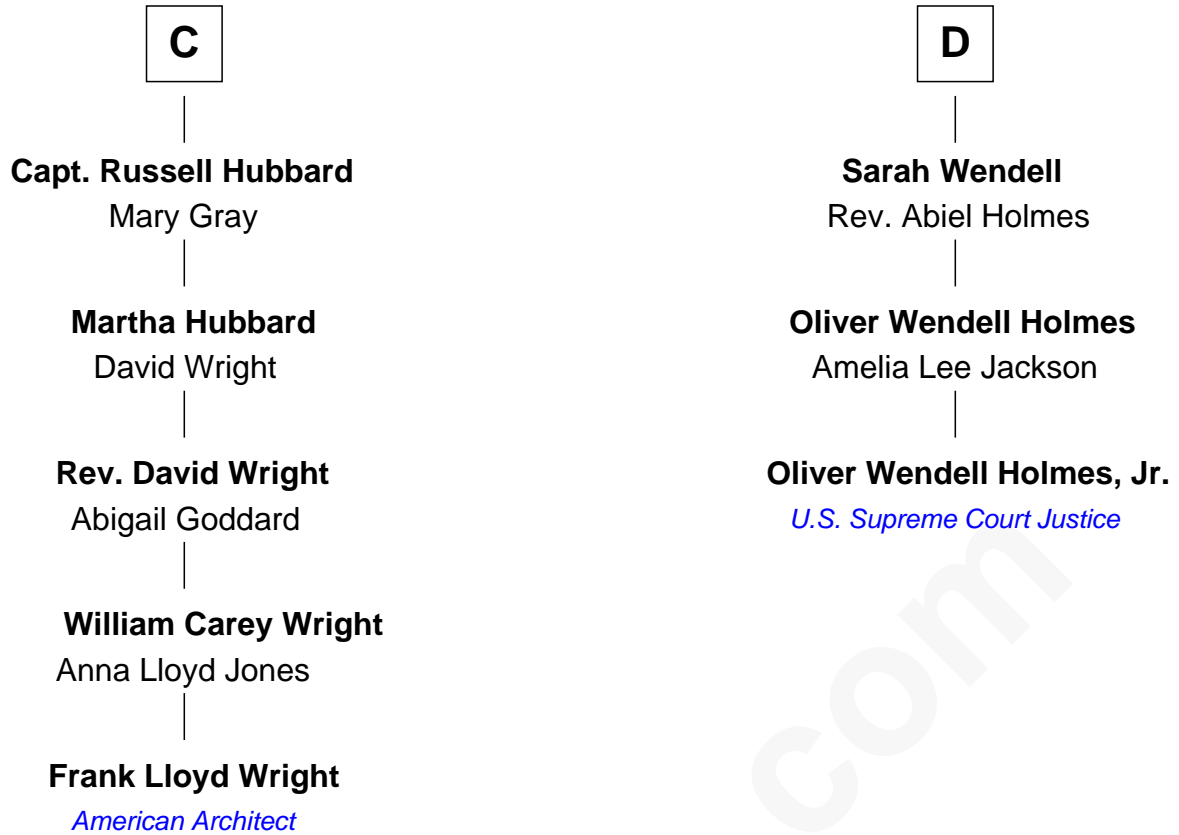 C
Capt. Russell Hubbard
Mary Gray
Martha Hubbard
David Wright
Rev. David Wright
Abigail Goddard
William Carey Wright
Anna Lloyd Jones
Frank Lloyd Wright
American Architect
D
Sarah Wendell
Rev. Abiel Holmes
Oliver Wendell Holmes
Amelia Lee Jackson
Oliver Wendell Holmes, Jr.
U.S. Supreme Court Justice
com